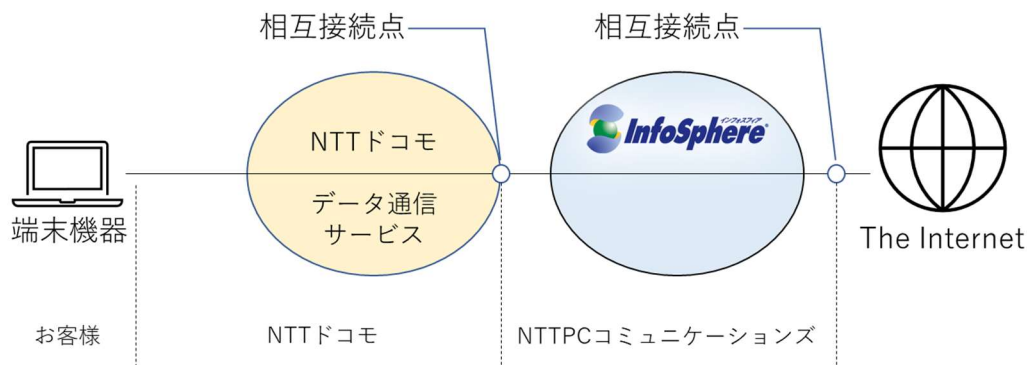 相互接続点
相互接続点
NTTドコモ
データ通信
サービス
インフォスフィア
InfoSphere
端末機器
The Internet
お客様
NTTドコモ
NTTPCコミュニケーションズ